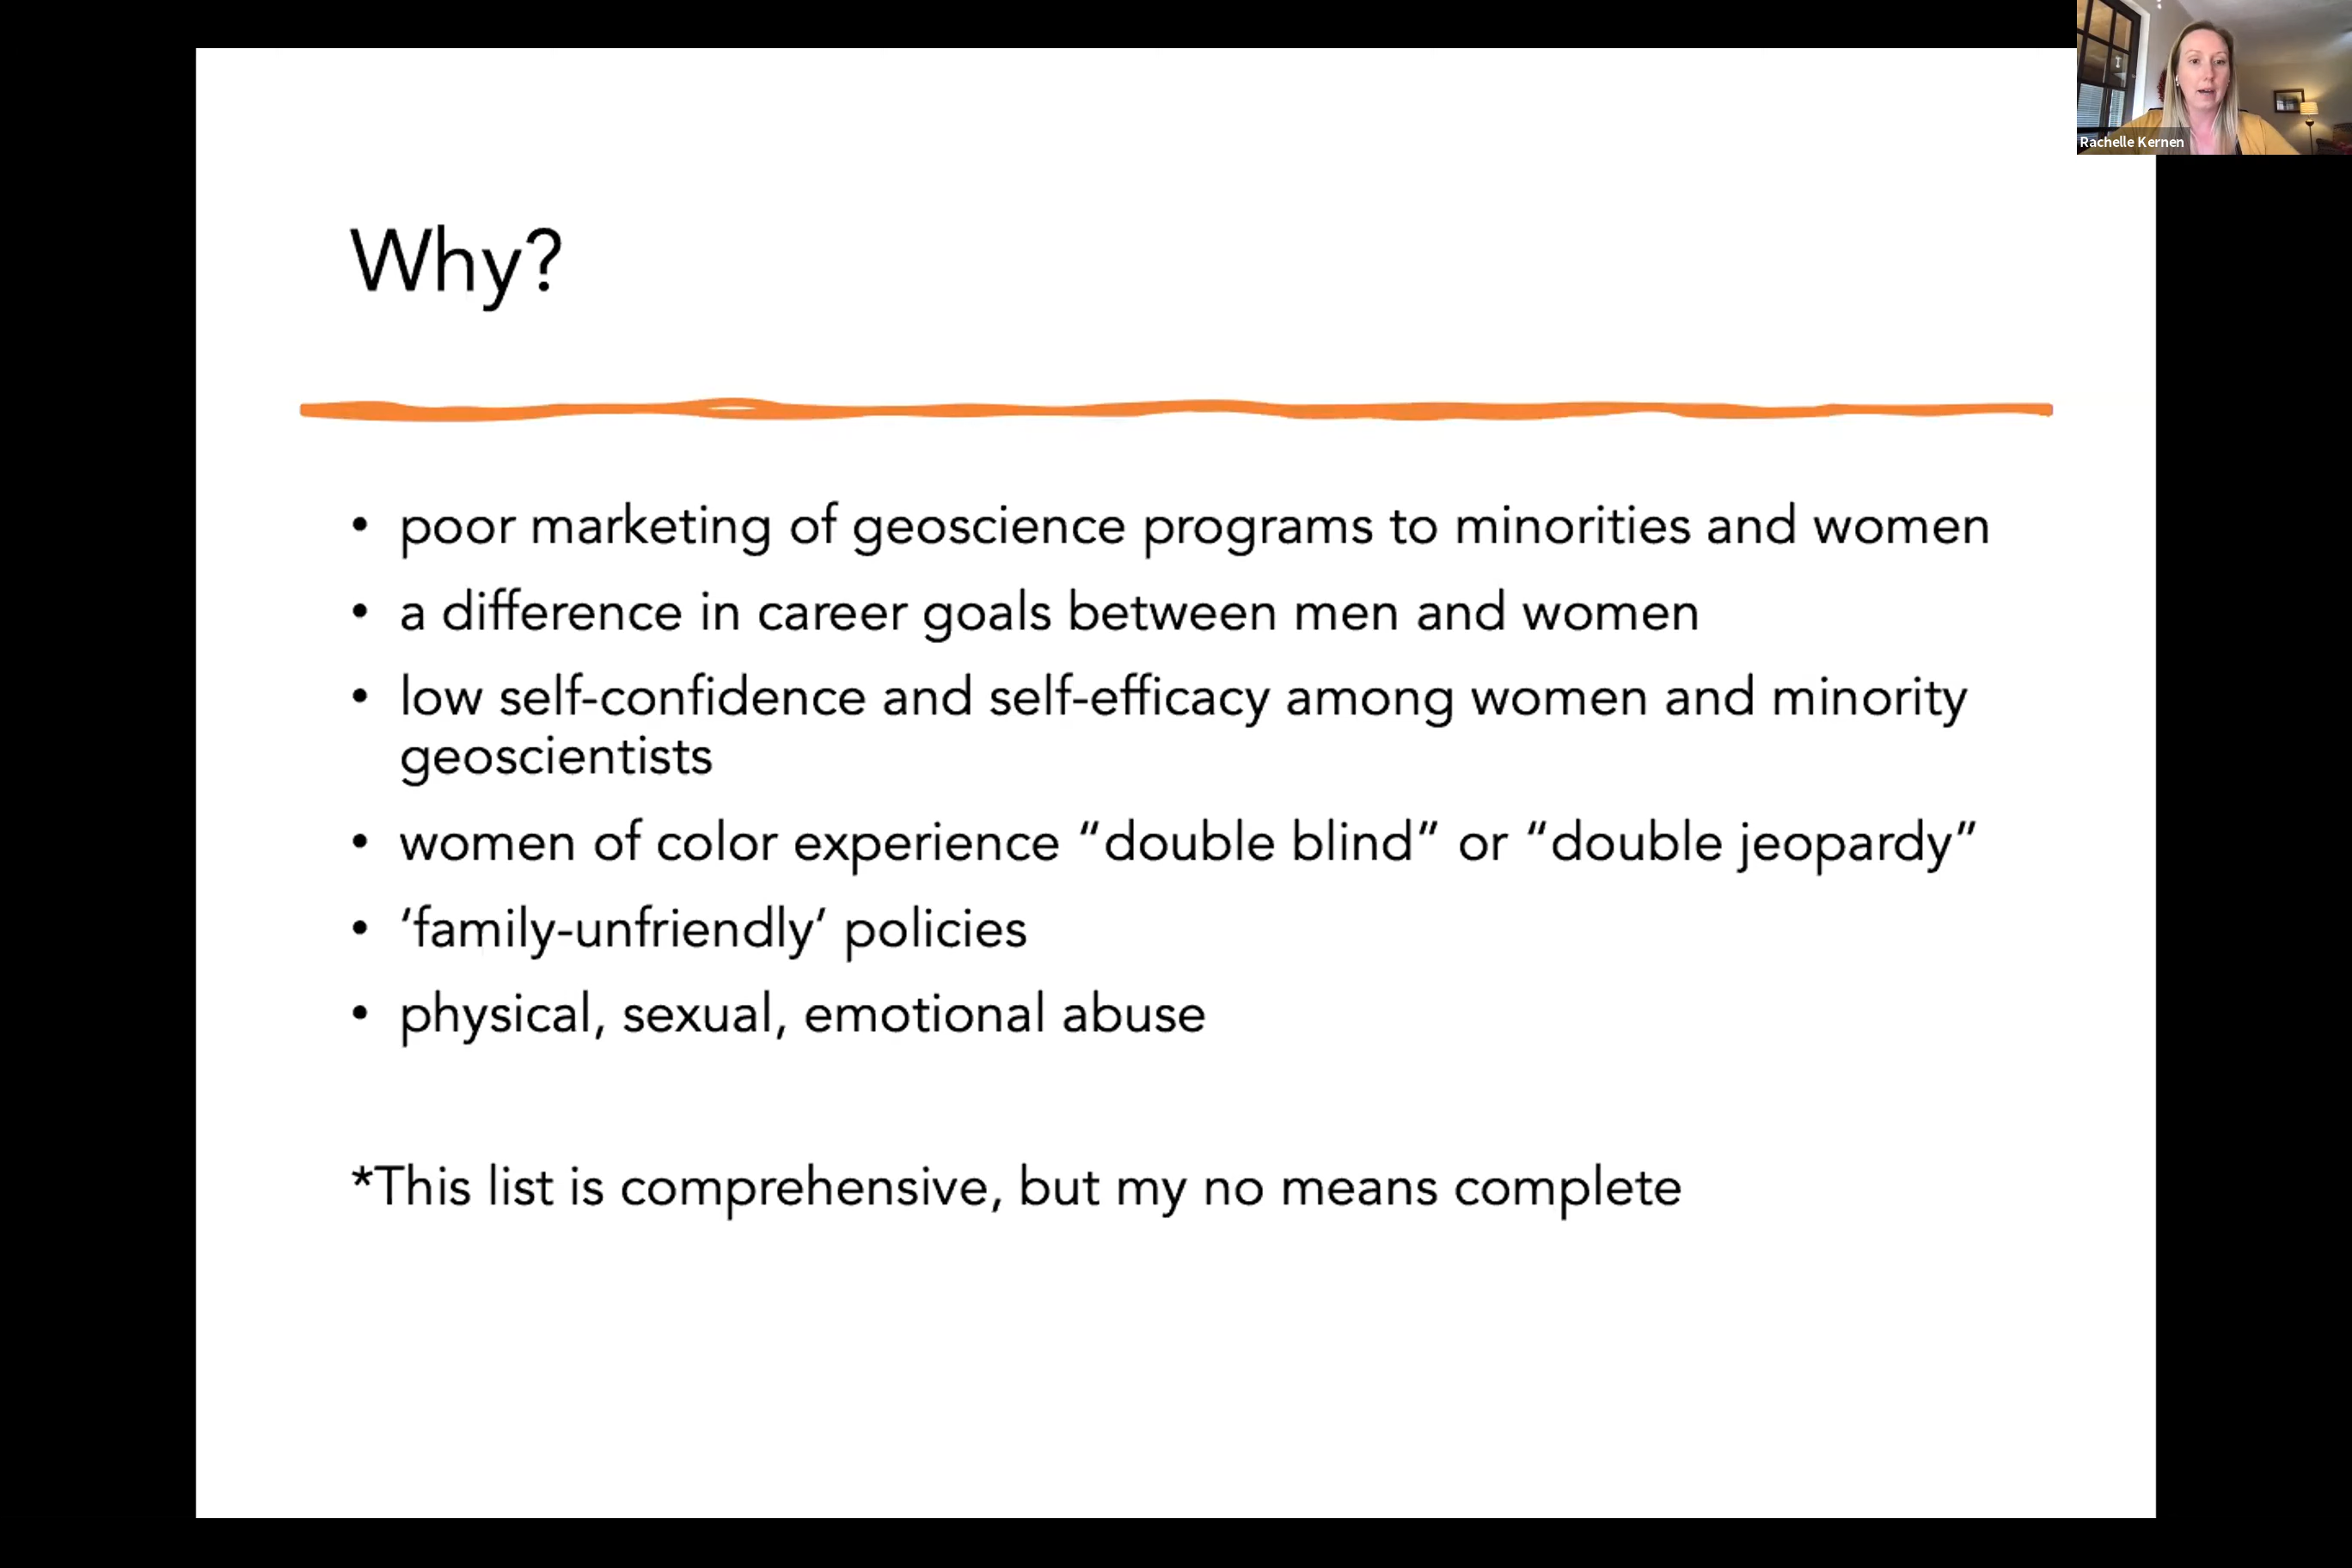 Rachelle Kernen
Why?
• poor marketing of geoscience programs to minorities and women
• a difference in career goals between men and women
• low self-confidence and self-efficacy among women and minority
geoscientists
• women of color experience “double blind” or “double jeopardy”
• ‘family-unfriendly’ policies
• physical, sexual, emotional abuse
*This list is comprehensive, but my no means complete